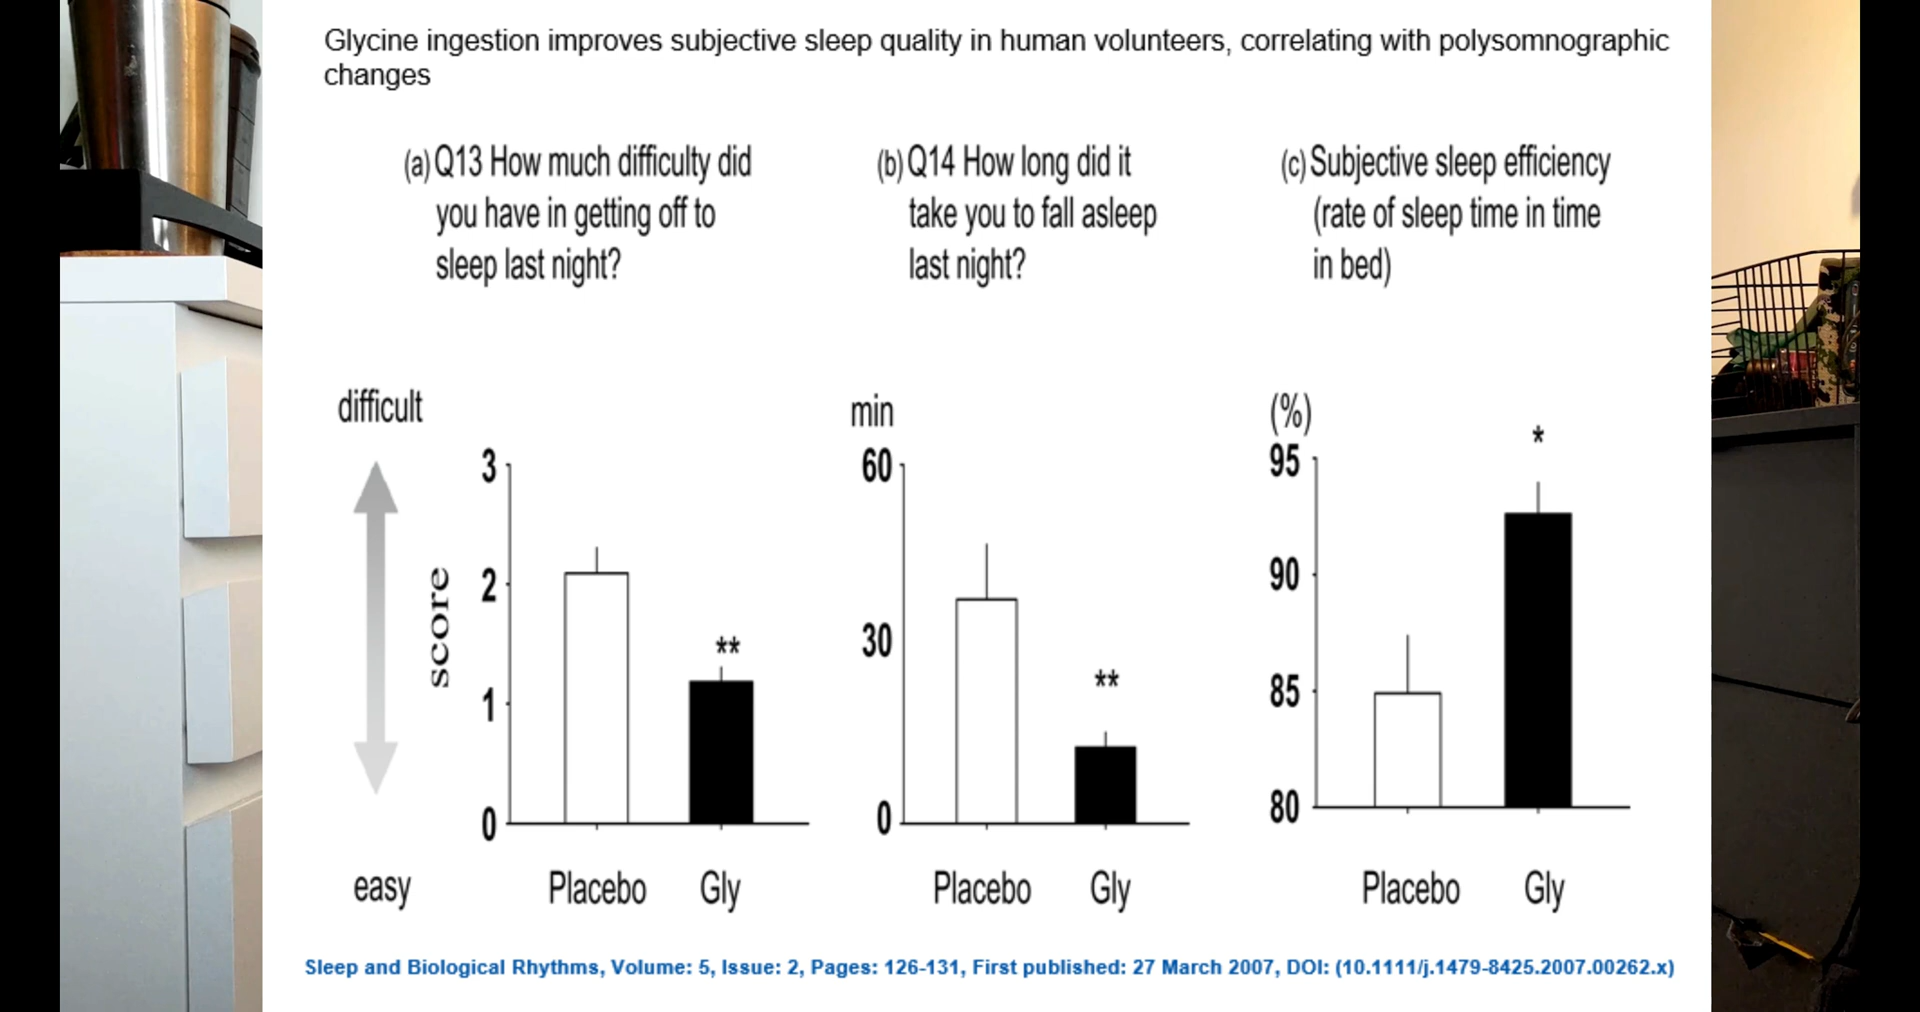 Glycine ingestion improves subjective sleep quality in human volunteers, correlating with polysomnographic
changes
(a) Q13 How much difficulty did
you have in getting off to
sleep last night?
(b) Q14 How long did it
take you to fall asleep
last night?
(c) Subjective sleep efficiency
(rate of sleep time in time
in bed)
difficult
easy
score
3
2
1
0
**
Placebo Gly
min
60
30
0
**
Placebo Gly
(%)
95
90
85
80
*
Placebo Gly
Sleep and Biological Rhythms, Volume: 5, Issue: 2, Pages: 126-131, First published: 27 March 2007, DOI: (10.1111/j.1479-8425.2007.00262.x)